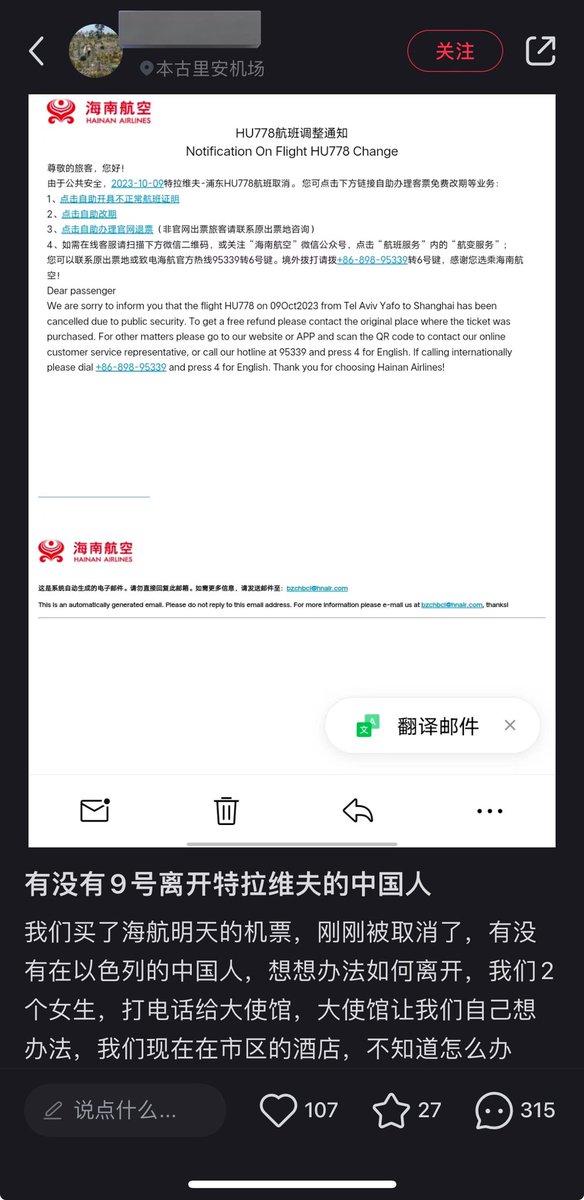 关注
本古里安机场
海南航空
HAINAN AIRLINES
HU778航班调整通知
Notification On Flight HU778 Change
尊敬的旅客，您好!
由于公共安全，2023-10-09特拉维夫-浦东HU778航班取消。 您可点击下方链接自助办理客票免费改期等业务：
1、点击自助开具不正常航班证明
2、点击自助改期
3、点击自助办理官网退票（非官网出票旅客请联系原出票地咨询）
4、如需在线客服请扫描下方微信二维码，或关注“海南航空”微信公众号，点击“航班服务”内的“航变服务”；
您可以联系原出票地或致电海航官方热线95339转6号键。境外拨打请拨+86-898-95339转6号键，感谢您选乘海南航
空!
Dear passenger
We are sorry to inform you that the flight HU778 on 09Oct2023 from Tel Aviv Yafo to Shanghai has been
cancelled due to public security. To get a free refund please contact the original place where the ticket was
purchased. For other matters please go to our website or APP and scan the QR code to contact our online
customer service representative, or call our hotline at 95339 and press 4 for English. If calling internationally
please dial +86-898-95339 and press 4 for English. Thank you for choosing Hainan Airlines!
海南航空
HAINAN AIRLINES
这是系统自动生成的电子邮件。请勿直接回复此邮箱。如需更多信息，请发送邮件至：bzchbcl@hnair.com
This is an automatically generated email. Please do not reply to this email address. For more information please e-mail us at bzchbcl@hnair.com, thanks!
翻译邮件
有没有9号离开特拉维夫的中国人
我们买了海航明天的机票，刚刚被取消了，有没
有在以色列的中国人，想想办法如何离开，我们2
个女生，打电话给大使馆，大使馆让我们自己想
办法，我们现在在市区的酒店，不知道怎么办
说点什么...
107
27
315